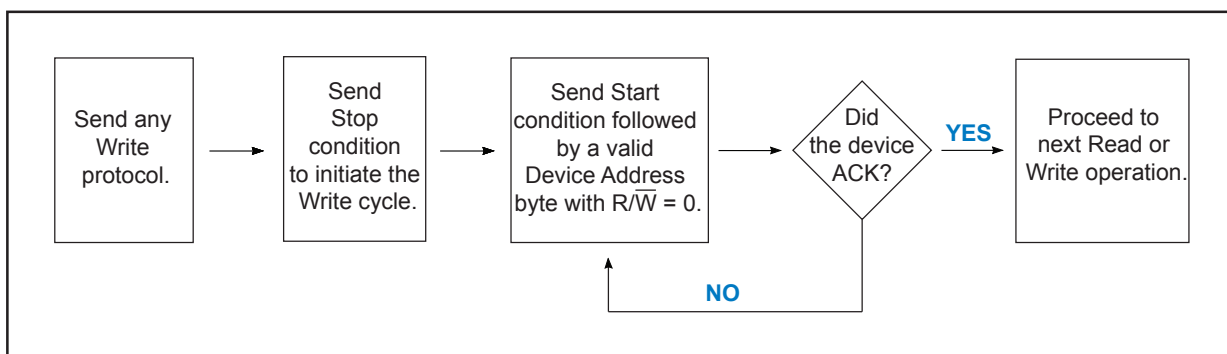 Send any
Write
protocol.
Send
Stop
condition
to initiate the
Write cycle.
Send Start
condition followed
by a valid
Device Address
byte with R/W̅ = 0.
Did
the device
ACK?
YES
NO
Proceed to
next Read or
Write operation.